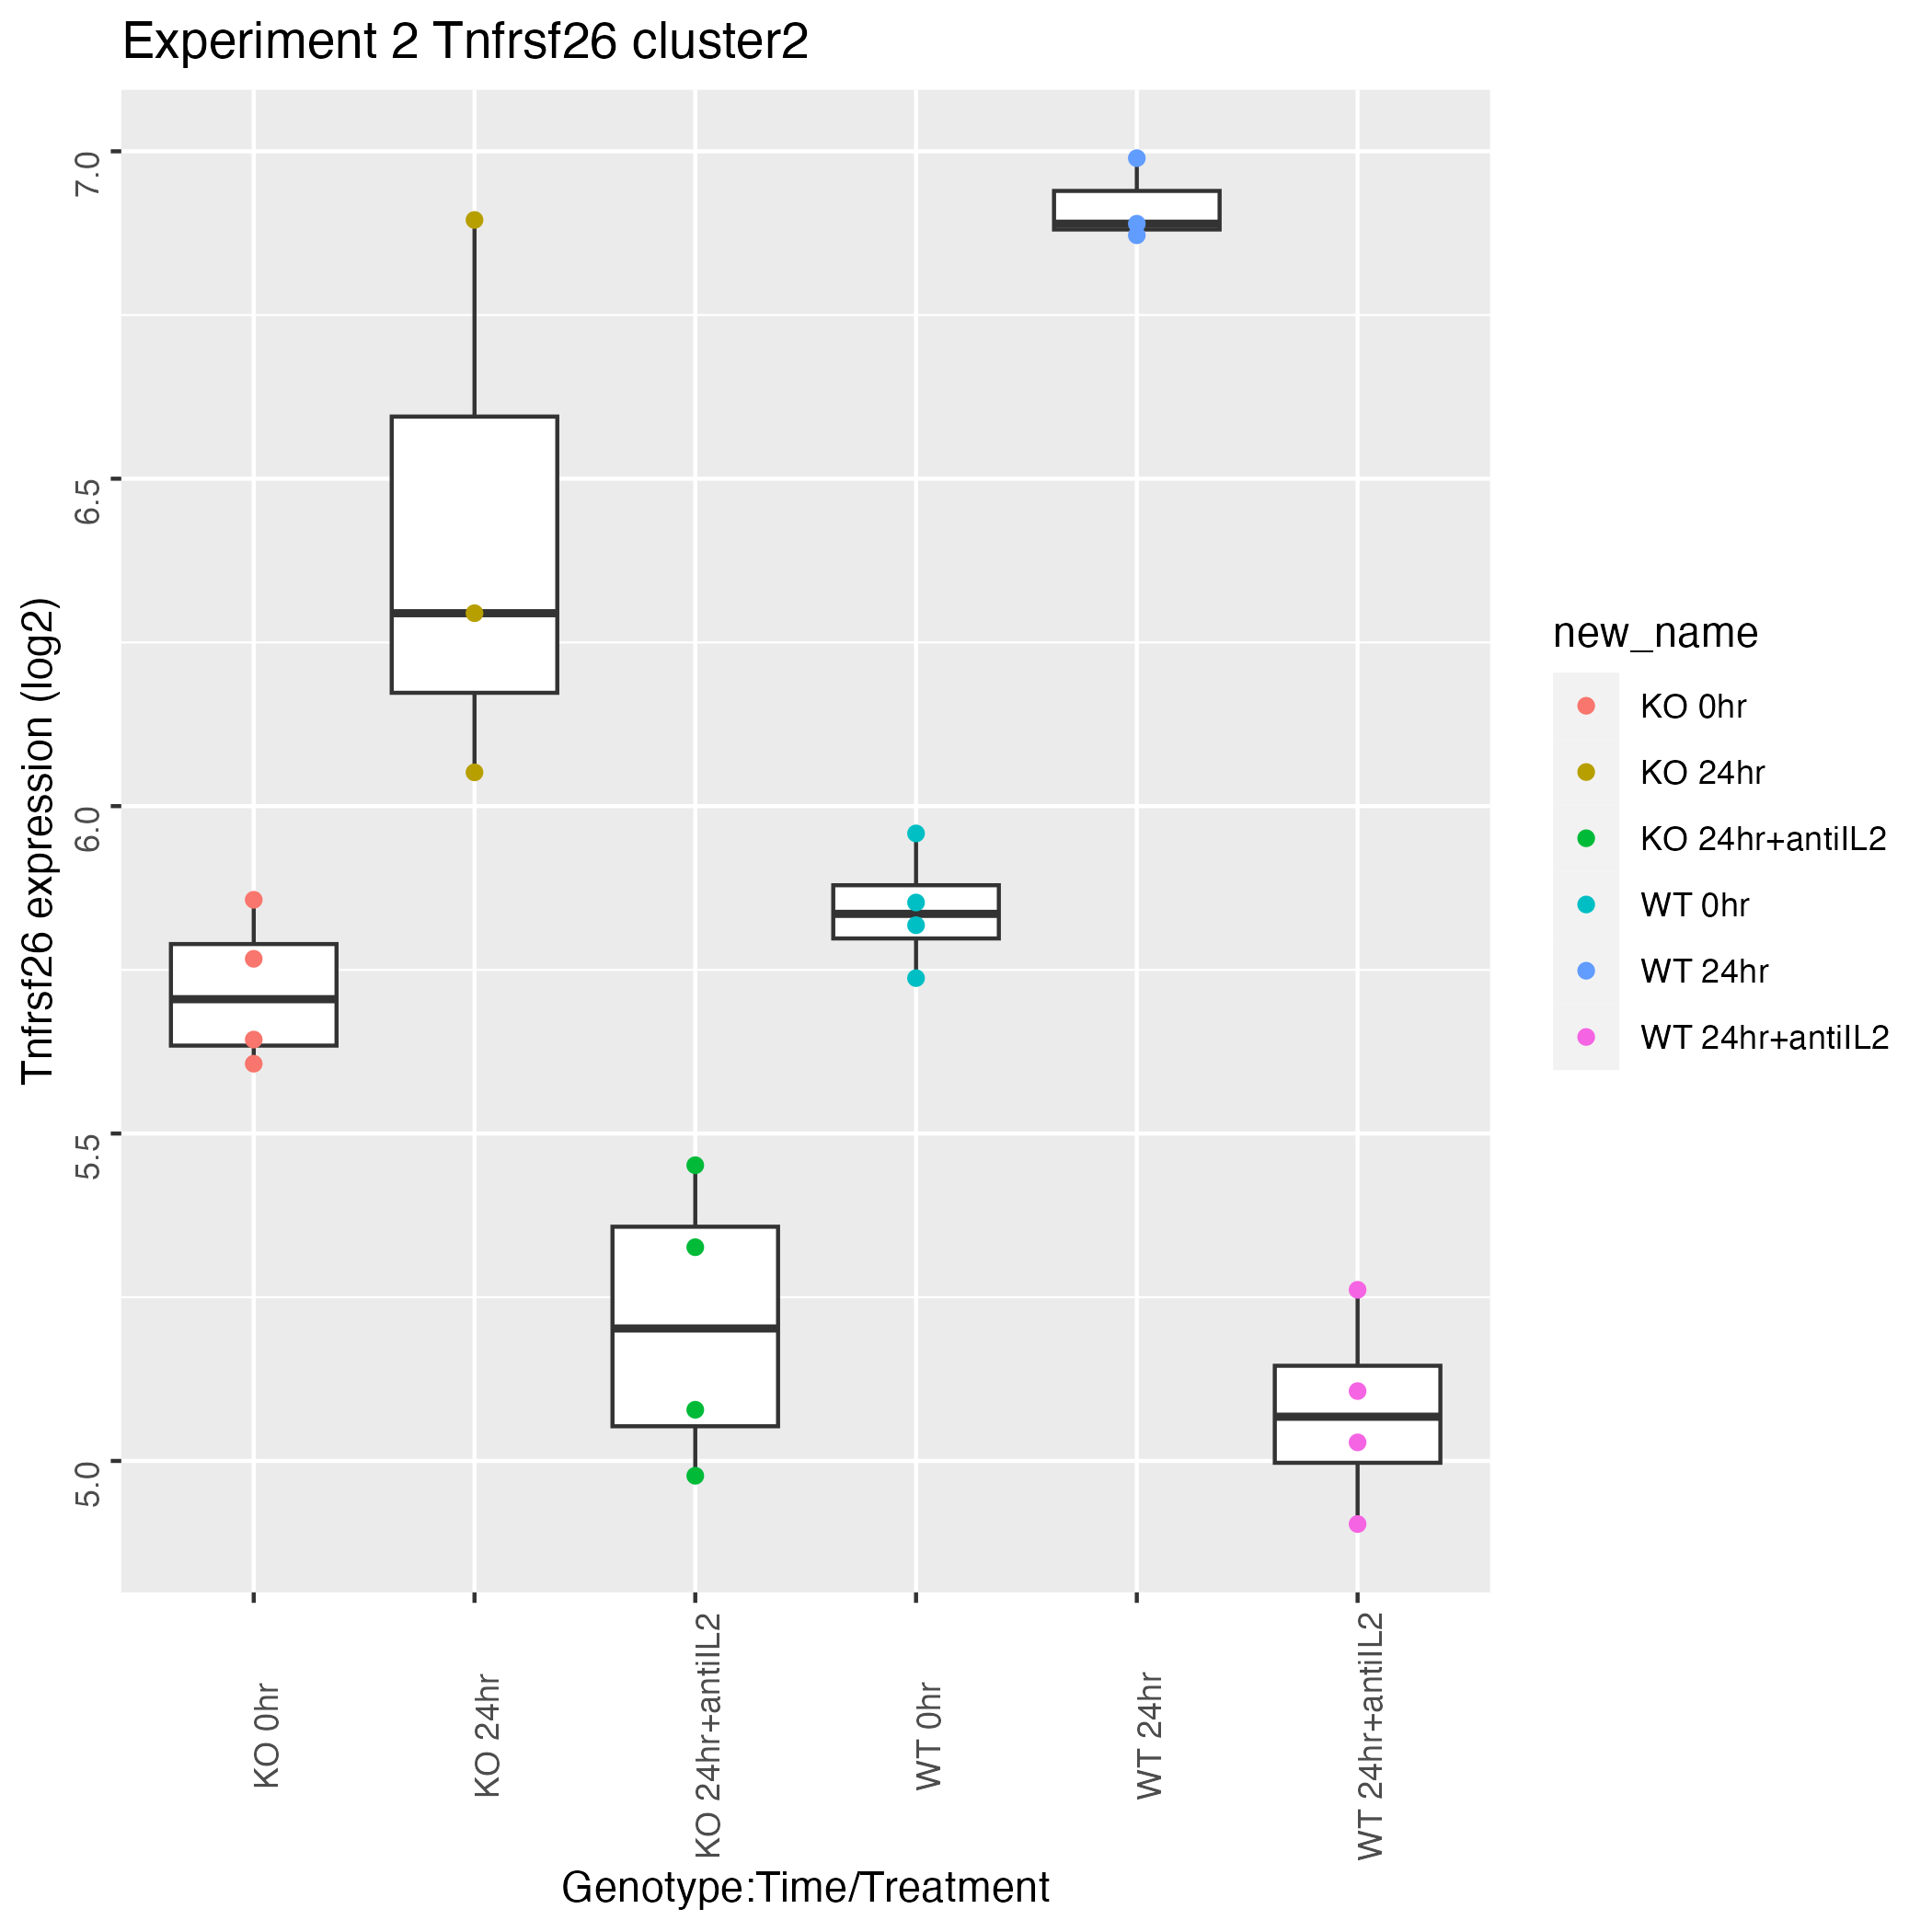 Experiment 2 Tnfrsf26 cluster2
Tnfrsf26 expression (log2)
7.0
6.5
6.0
5.5
5.0
KO 0hr
KO 24hr
KO 24hr+antiIL2
WT 0hr
WT 24hr
WT 24hr+antiIL2
Genotype:Time/Treatment
new_name
KO 0hr
KO 24hr
KO 24hr+antiIL2
WT 0hr
WT 24hr
WT 24hr+antiIL2